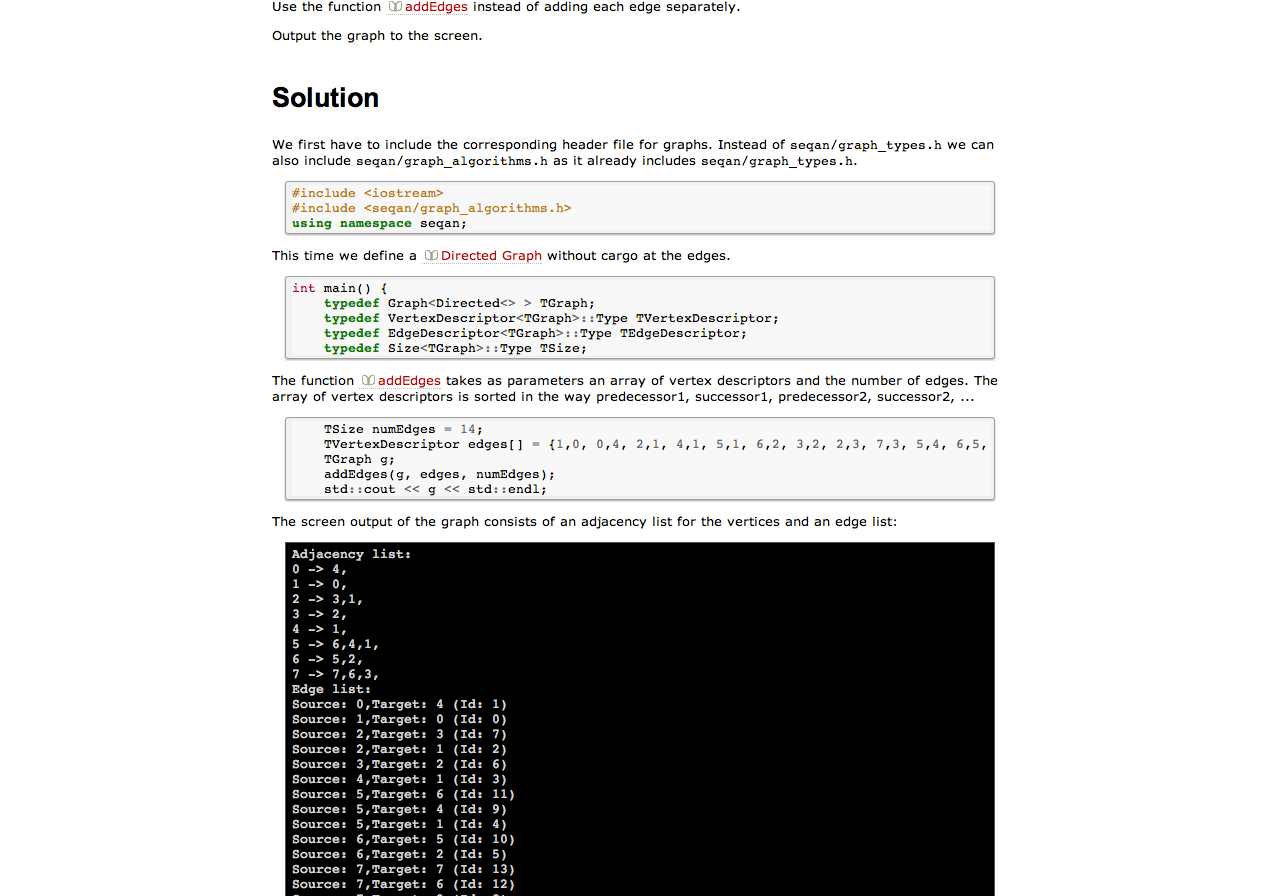 Use the function addEdges instead of adding each edge separately.
Output the graph to the screen.
Solution
We first have to include the corresponding header file for graphs. Instead of seqan/graph_types.h we can
also include seqan/graph_algorithms.h as it already includes seqan/graph_types.h.
#include <iostream>
#include <seqan/graph_algorithms.h>
using namespace seqan;
This time we define a Directed Graph without cargo at the edges.
int main() {
    typedef Graph<Directed<> > TGraph;
    typedef VertexDescriptor<TGraph>::Type TVertexDescriptor;
    typedef EdgeDescriptor<TGraph>::Type TEdgeDescriptor;
    typedef Size<TGraph>::Type TSize;
The function addEdges takes as parameters an array of vertex descriptors and the number of edges. The
array of vertex descriptors is sorted in the way predecessor1, successor1, predecessor2, successor2, ...
    TSize numEdges = 14;
    TVertexDescriptor edges[] = {1,0, 0,4, 2,1, 4,1, 5,1, 6,2, 3,2, 2,3, 7,3, 5,4, 6,5,
    TGraph g;
    addEdges(g, edges, numEdges);
    std::cout << g << std::endl;
The screen output of the graph consists of an adjacency list for the vertices and an edge list:
Adjacency list:
0 -> 4,
1 -> 0,
2 -> 3,1,
3 -> 2,
4 -> 1,
5 -> 6,4,1,
6 -> 5,2,
7 -> 7,6,3,
Edge list:
Source: 0,Target: 4 (Id: 1)
Source: 1,Target: 0 (Id: 0)
Source: 2,Target: 3 (Id: 7)
Source: 2,Target: 1 (Id: 2)
Source: 3,Target: 2 (Id: 6)
Source: 4,Target: 1 (Id: 3)
Source: 5,Target: 6 (Id: 11)
Source: 5,Target: 4 (Id: 9)
Source: 5,Target: 1 (Id: 4)
Source: 6,Target: 5 (Id: 10)
Source: 6,Target: 2 (Id: 5)
Source: 7,Target: 7 (Id: 13)
Source: 7,Target: 6 (Id: 12)